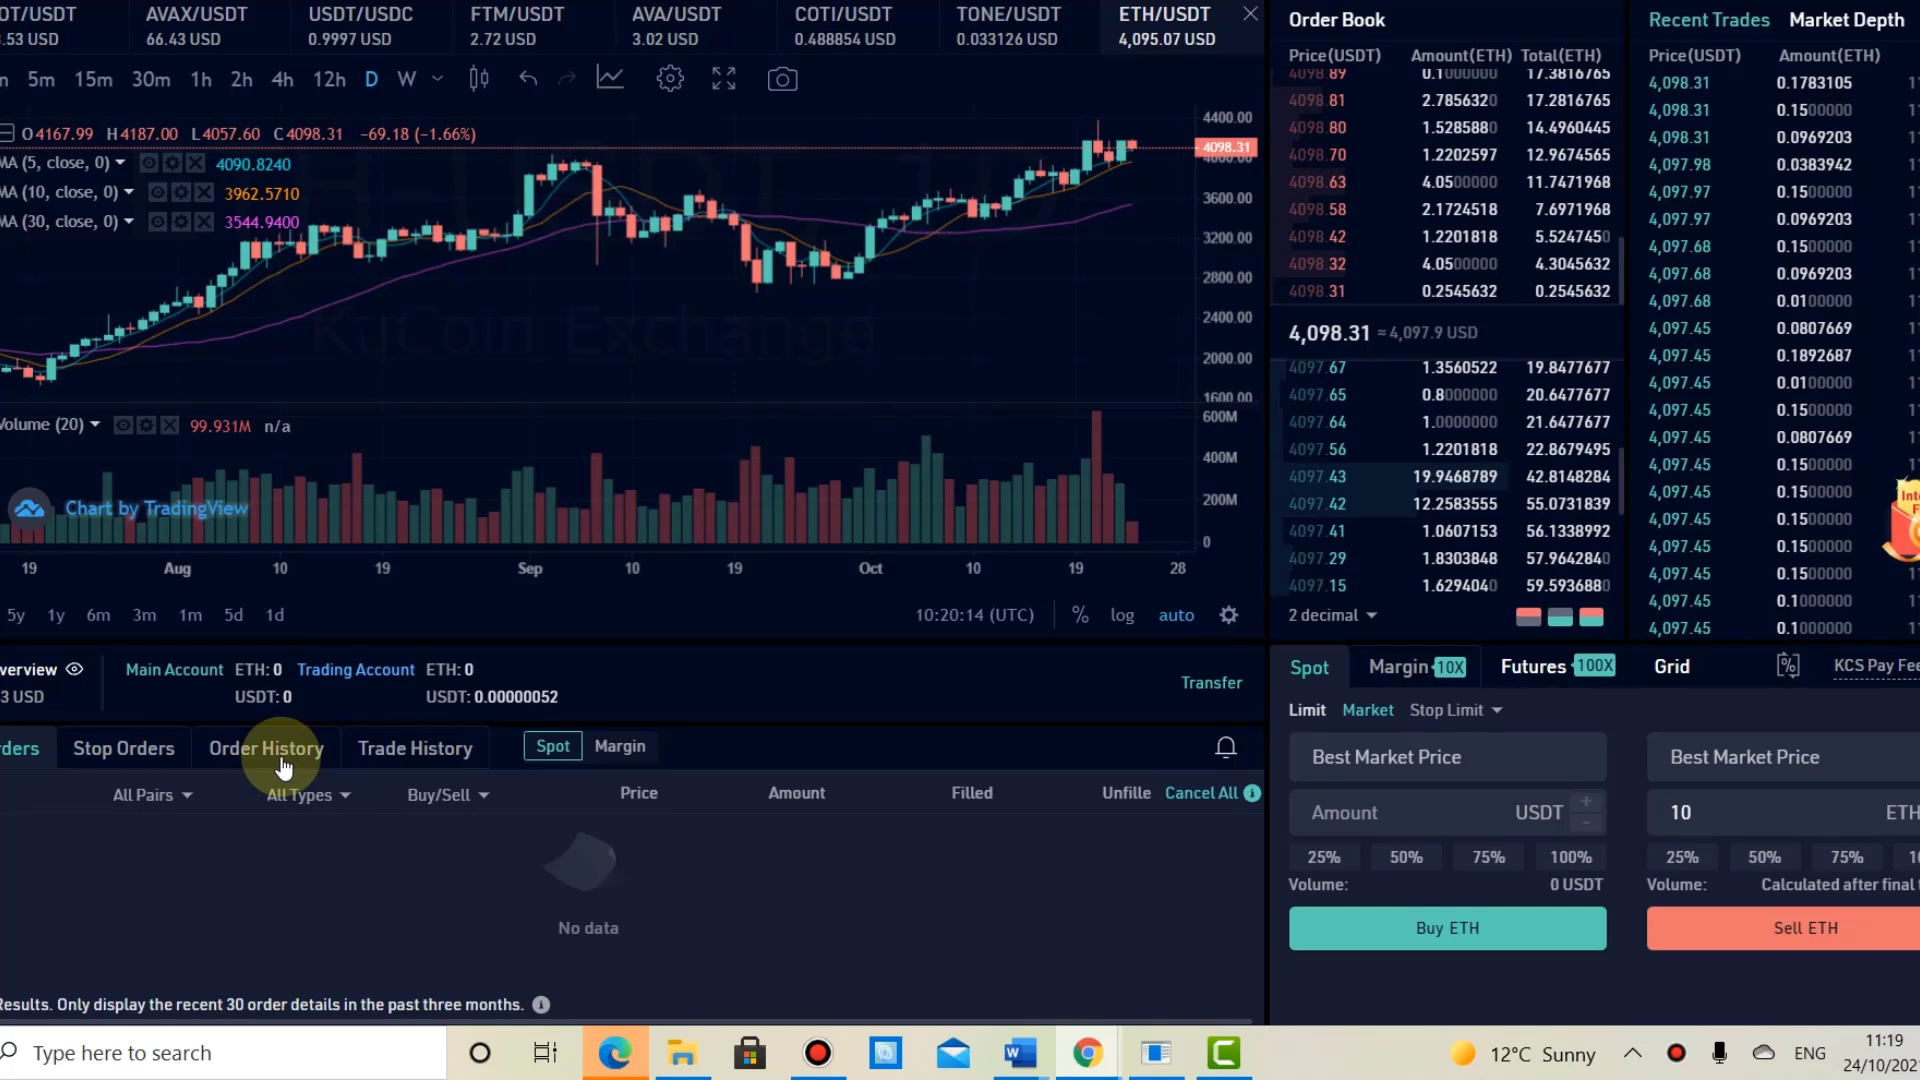 OT/USDT AVAX/USDT USDT/USDC FTM/USDT AVA/USDT COTI/USDT TONE/USDT ETH/USDT
.53 USD 66.43 USD 0.9997 USD 2.72 USD 3.02 USD 0.488854 USD 0.033126 USD 4,095.07 USD
m 5m 15m 30m 1h 2h 4h 12h D W
O4167.99 H4187.00 L4057.60 C4098.31 −69.18 (−1.66%)
MA (5, close, 0) 4090.8240
MA (10, close, 0) 3962.5710
MA (30, close, 0) 3544.9400
KuCoin Exchange
4400.00
4098.31
4000.00
3600.00
3200.00
2800.00
2400.00
2000.00
1600.00
Volume (20) 99.931M n/a
600M
400M
200M
0
Chart by TradingView
19 Aug 10 19 Sep 10 19 Oct 10 19 28
5y 1y 6m 3m 1m 5d 1d 10:20:14 (UTC) % log auto
Order Book
Price(USDT) Amount(ETH) Total(ETH)
4098.89 0.1000000 17.3816765
4098.81 2.7856320 17.2816765
4098.80 1.5285880 14.4960445
4098.70 1.2202597 12.9674565
4098.63 4.0500000 11.7471968
4098.58 2.1724518 7.6971968
4098.42 1.2201818 5.5247450
4098.32 4.0500000 4.3045632
4098.31 0.2545632 0.2545632
4,098.31 ≈ 4,097.9 USD
4097.67 1.3560522 19.8477677
4097.65 0.8000000 20.6477677
4097.64 1.0000000 21.6477677
4097.56 1.2201818 22.8679495
4097.43 19.9468789 42.8148284
4097.42 12.2583555 55.0731839
4097.41 1.0607153 56.1338992
4097.29 1.8303848 57.9642840
4097.15 1.6294040 59.5936880
2 decimal
Recent Trades Market Depth
Price(USDT) Amount(ETH)
4,098.31 0.1783105
4,098.31 0.1500000
4,098.31 0.0969203
4,097.98 0.0383942
4,097.97 0.1500000
4,097.97 0.0969203
4,097.68 0.1500000
4,097.68 0.0969203
4,097.68 0.0100000
4,097.45 0.0807669
4,097.45 0.1892687
4,097.45 0.0100000
4,097.45 0.1500000
4,097.45 0.0807669
4,097.45 0.1500000
4,097.45 0.1500000
4,097.45 0.1500000
4,097.45 0.1500000
4,097.45 0.1500000
4,097.45 0.1000000
4,097.45 0.1000000
verview Main Account ETH: 0 Trading Account ETH: 0
3 USD USDT: 0 USDT: 0.00000052
Transfer
rders Stop Orders Order History Trade History Spot Margin
All Pairs All Types Buy/Sell Price Amount Filled Unfille Cancel All
No data
Results. Only display the recent 30 order details in the past three months.
Spot Margin 10X Futures 100X Grid KCS Pay Fee
Limit Market Stop Limit
Best Market Price Best Market Price
Amount USDT 10 ETH
25% 50% 75% 100% 25% 50% 75% 1
Volume: 0 USDT Volume: Calculated after final t
Buy ETH Sell ETH
Type here to search
12°C Sunny ENG
11:19
24/10/202